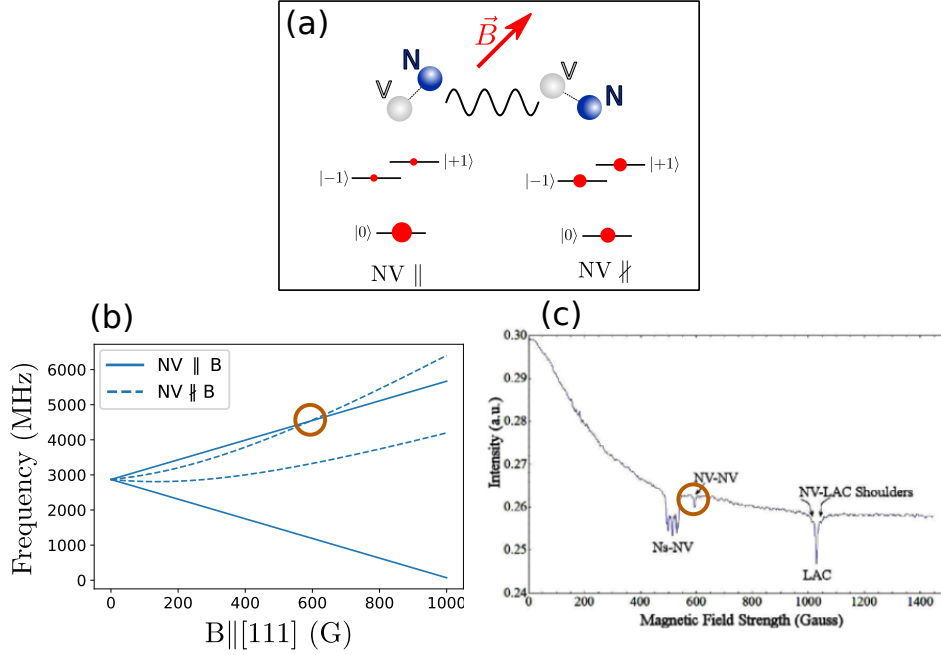 (a)
B⃗
N
V
V
N
|+1⟩
|−1⟩
|0⟩
NV ∥
|+1⟩
|−1⟩
|0⟩
NV ∦
(b)
Frequency (MHz)
6000
5000
4000
3000
2000
1000
0
NV ∥ B
NV ∦ B
0
200
400
600
800
1000
B∥[111] (G)
(c)
Intensity (a.u.)
0.30
0.30
0.28
0.26
0.25
0.24
NV-NV
Ns-NV
NV-LAC Shoulders
LAC
0
200
400
600
800
1000
1200
1400
Magnetic Field Strength (Gauss)